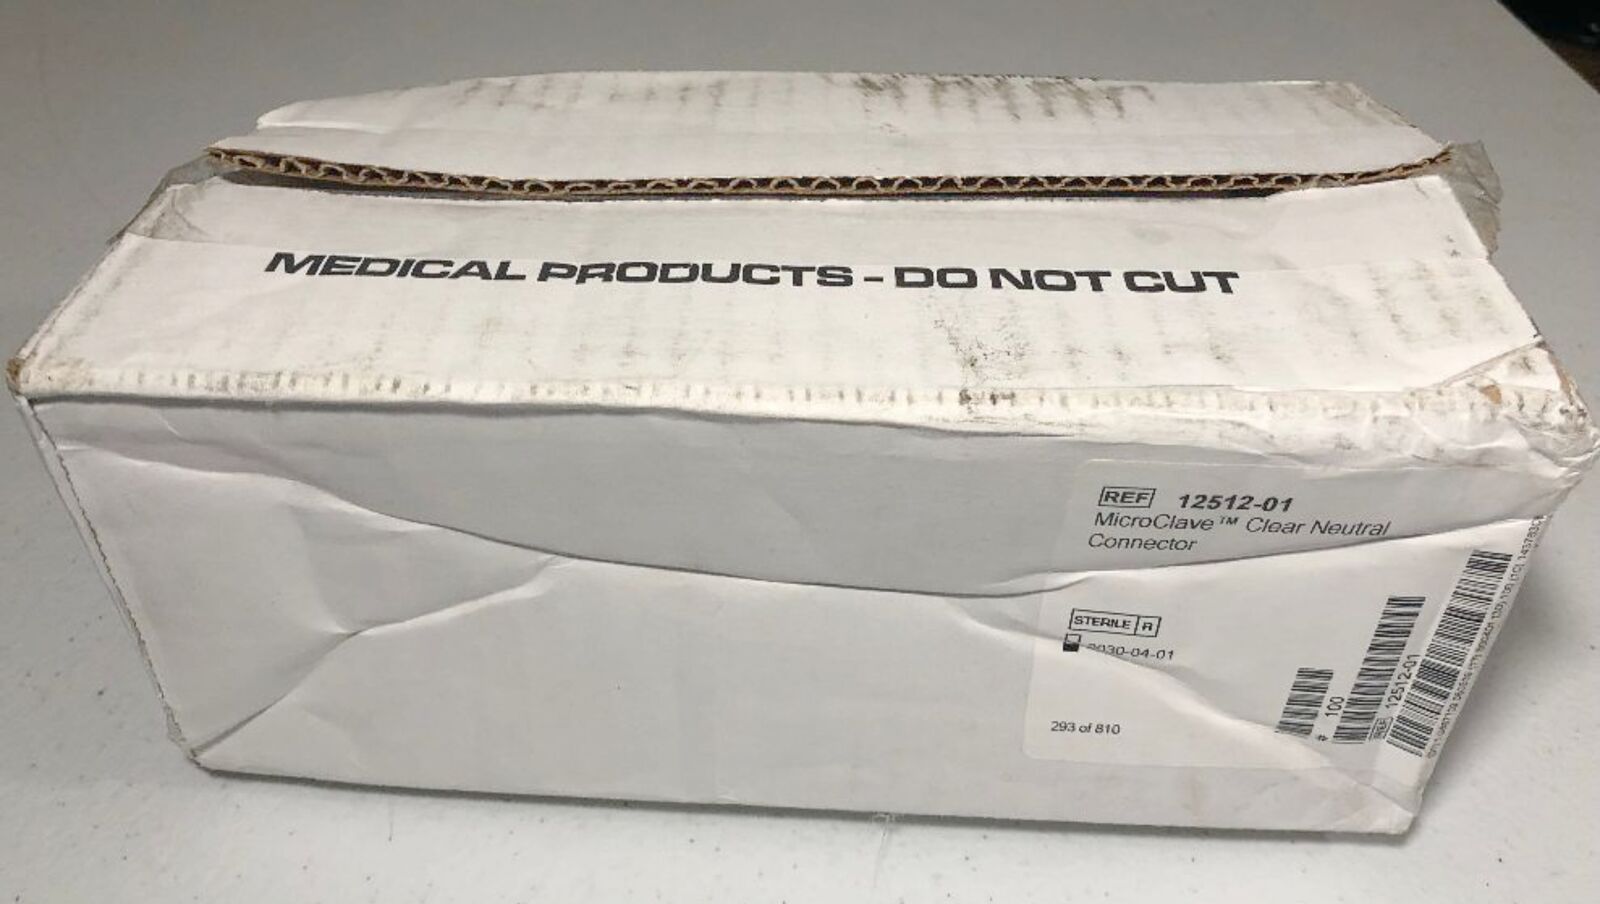 MEDICAL PRODUCTS - DO NOT CUT
REF 12512-01
MicroClave™ Clear Neutral
Connector
STERILE R
2030-04-01
293 of 810
# 100
REF 12512-01